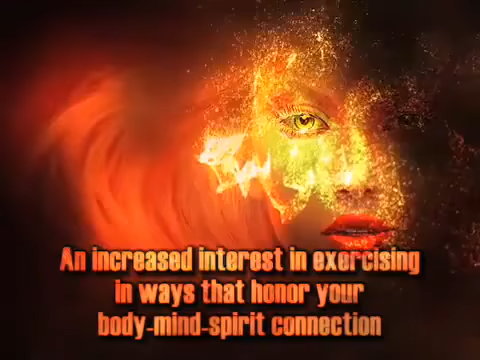 An increased interest in exercising
in ways that honor your
body-mind-spirit connection